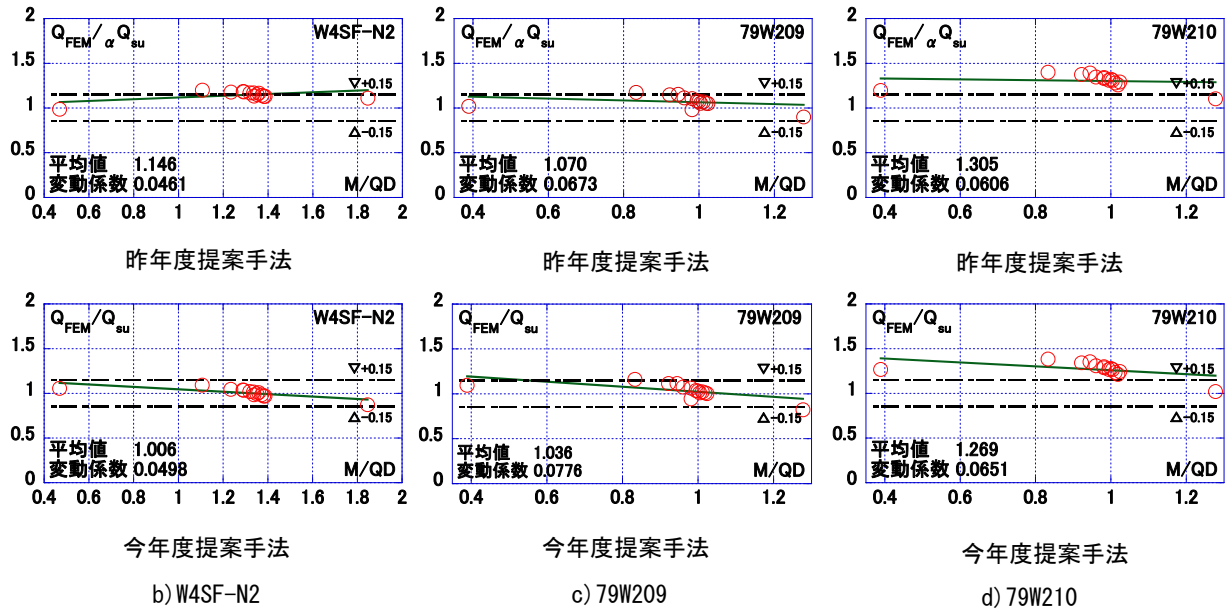 Q_FEM/αQ_su W4SF-N2
▽+0.15
△-0.15
平均値 1.146
変動係数 0.0461 M/QD
2
1.5
1
0.5
0
0.4 0.6 0.8 1 1.2 1.4 1.6 1.8 2
昨年度提案手法
Q_FEM/αQ_su 79W209
▽+0.15
△-0.15
平均値 1.070
変動係数 0.0673 M/QD
2
1.5
1
0.5
0
0.4 0.6 0.8 1 1.2
昨年度提案手法
Q_FEM/αQ_su 79W210
▽+0.15
△-0.15
平均値 1.305
変動係数 0.0606 M/QD
2
1.5
1
0.5
0
0.4 0.6 0.8 1 1.2
昨年度提案手法
Q_FEM/Q_su W4SF-N2
▽+0.15
△-0.15
平均値 1.006
変動係数 0.0498 M/QD
2
1.5
1
0.5
0
0.4 0.6 0.8 1 1.2 1.4 1.6 1.8 2
今年度提案手法
b)W4SF-N2
Q_FEM/Q_su 79W209
▽+0.15
△-0.15
平均値 1.036
変動係数 0.0776 M/QD
2
1.5
1
0.5
0
0.4 0.6 0.8 1 1.2
今年度提案手法
c)79W209
Q_FEM/Q_su 79W210
▽+0.15
△-0.15
平均値 1.269
変動係数 0.0651 M/QD
2
1.5
1
0.5
0
0.4 0.6 0.8 1 1.2
今年度提案手法
d)79W210